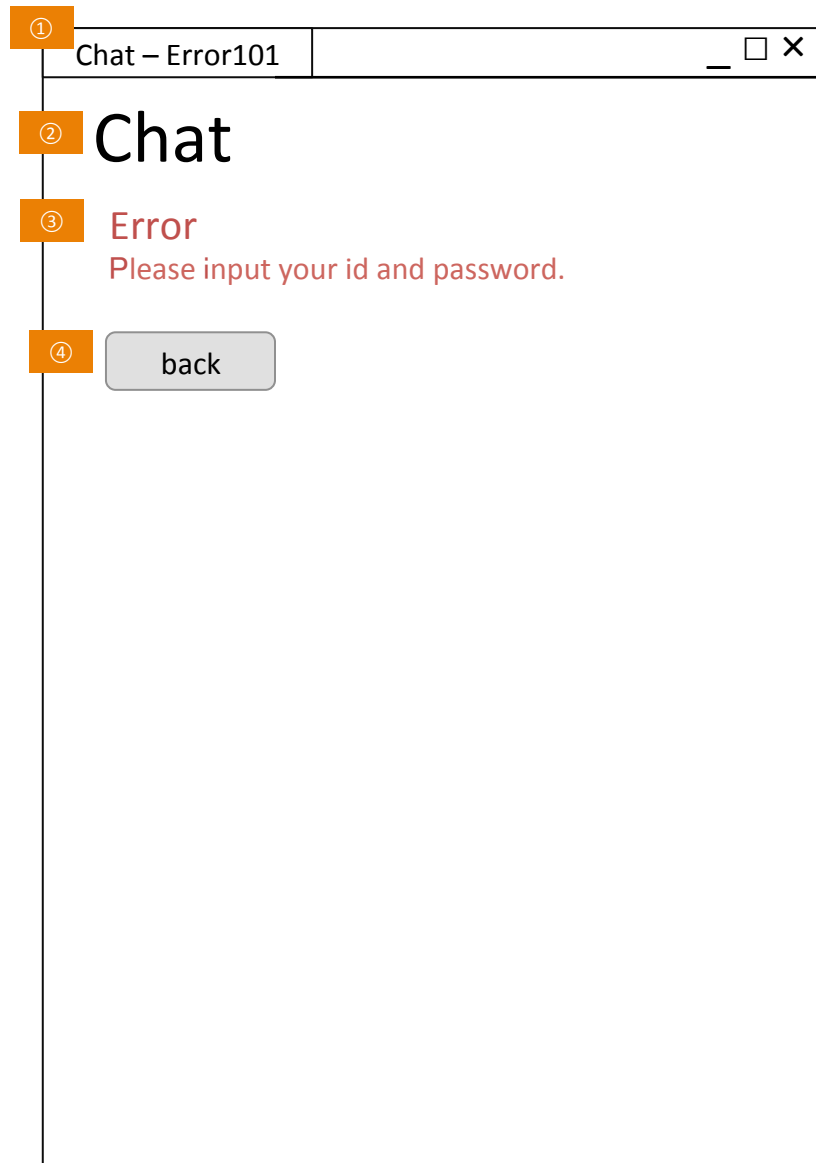 ①
Chat – Error101
_ □ ×
②
Chat
③
Error
Please input your id and password.
④
back